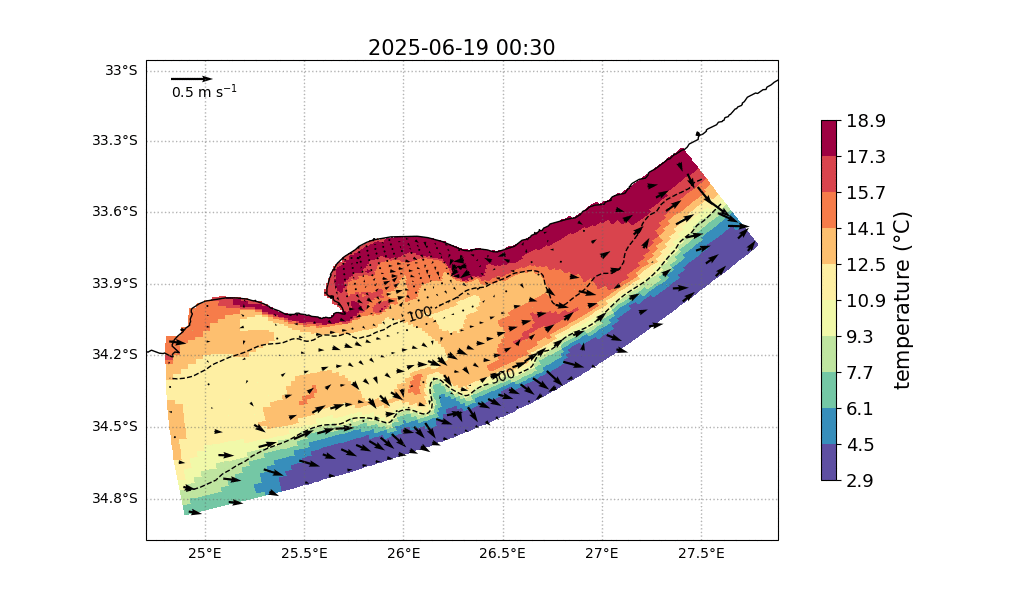 2025-06-19 00:30
0.5 m s⁻¹
33°S
33.3°S
33.6°S
33.9°S
34.2°S
34.5°S
34.8°S
25°E
25.5°E
26°E
26.5°E
27°E
27.5°E
100
500
18.9
17.3
15.7
14.1
12.5
10.9
9.3
7.7
6.1
4.5
2.9
temperature (°C)